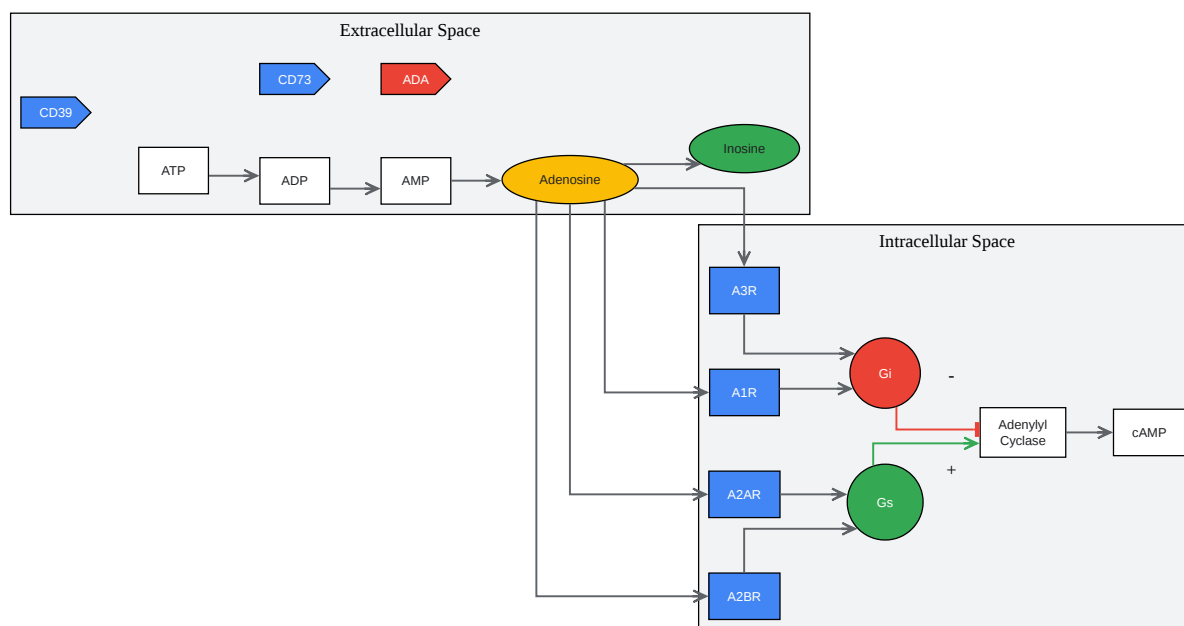 Extracellular Space
CD73
ADA
CD39
Inosine
ATP
ADP
AMP
Adenosine
Intracellular Space
A3R
Gi
-
A1R
Adenylyl
Cyclase
cAMP
+
A2AR
Gs
A2BR